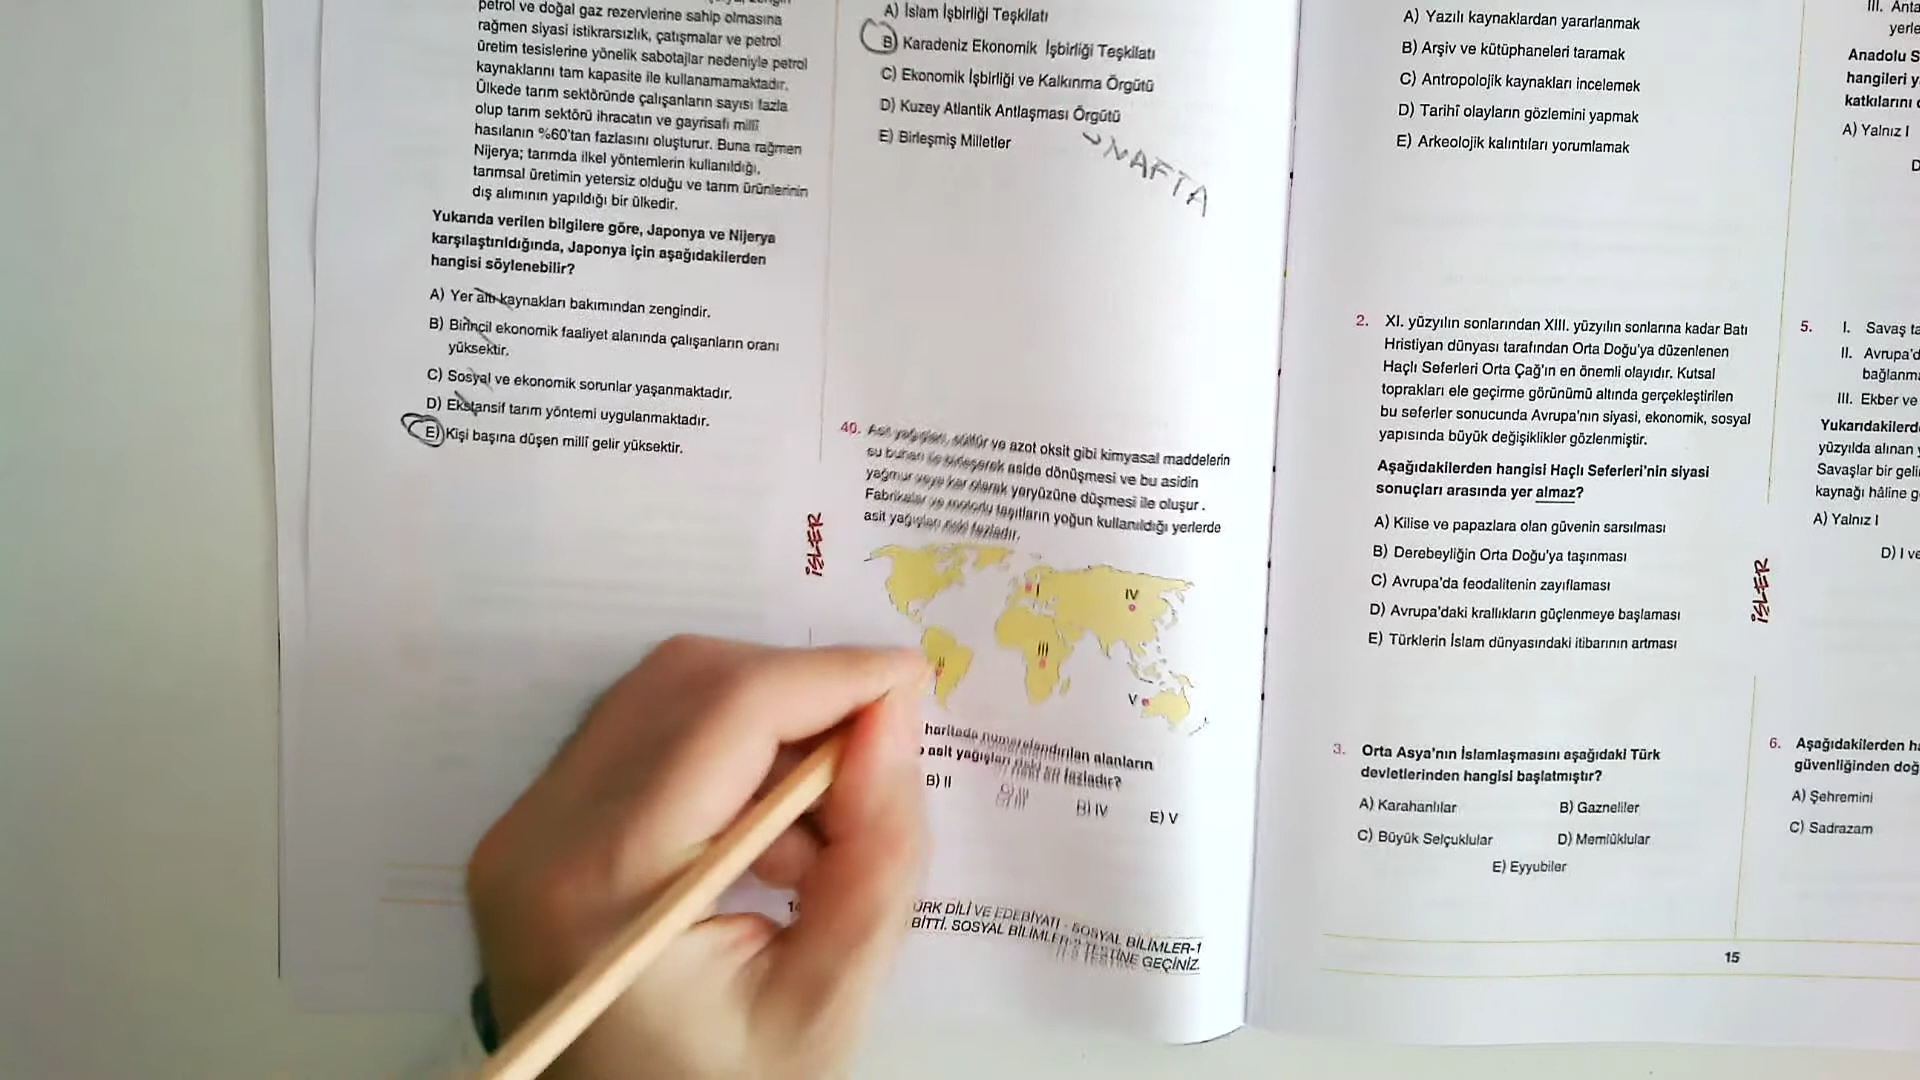 petrol ve doğal gaz rezervlerine sahip olmasına
rağmen siyasi istikrarsızlık, çatışmalar ve petrol
üretim tesislerine yönelik sabotajlar nedeniyle petrol
kaynaklarını tam kapasite ile kullanamamaktadır.
Ülkede tarım sektöründe çalışanların sayısı fazla
olup tarım sektörü ihracatın ve gayrisafi millî
hasılanın %60'tan fazlasını oluşturur. Buna rağmen
Nijerya; tarımda ilkel yöntemlerin kullanıldığı,
tarımsal üretimin yetersiz olduğu ve tarım ürünlerinin
dış alımının yapıldığı bir ülkedir.
Yukarıda verilen bilgilere göre, Japonya ve Nijerya
karşılaştırıldığında, Japonya için aşağıdakilerden
hangisi söylenebilir?
A) Yer altı kaynakları bakımından zengindir.
B) Birincil ekonomik faaliyet alanında çalışanların oranı
yüksektir.
C) Sosyal ve ekonomik sorunlar yaşanmaktadır.
D) Ekstansif tarım yöntemi uygulanmaktadır.
E) Kişi başına düşen millî gelir yüksektir.
İŞLER
A) İslam İşbirliği Teşkilatı
B) Karadeniz Ekonomik İşbirliği Teşkilatı
C) Ekonomik İşbirliği ve Kalkınma Örgütü
D) Kuzey Atlantik Antlaşması Örgütü
E) Birleşmiş Milletler
NAFTA
40. Asit yağışları, sülfür ve azot oksit gibi kimyasal maddelerin
su buharı ile birleşerek aside dönüşmesi ve bu asidin
yağmur veya kar olarak yeryüzüne düşmesi ile oluşur.
Fabrikalar ve motorlu taşıtların yoğun kullanıldığı yerlerde
asit yağışları riski fazladır.
I
IV
II
III
V
haritada numaralandırılan alanların
asit yağışları riski en fazladır?
B) II
IV
E) V
ÜRK DİLİ VE EDEBİYATI - SOSYAL BİLİMLER-1
BİTTİ. SOSYAL BİLİMLER-2 TESTİNE GEÇİNİZ.
A) Yazılı kaynaklardan yararlanmak
B) Arşiv ve kütüphaneleri taramak
C) Antropolojik kaynakları incelemek
D) Tarihî olayların gözlemini yapmak
E) Arkeolojik kalıntıları yorumlamak
2. XI. yüzyılın sonlarından XIII. yüzyılın sonlarına kadar Batı
Hristiyan dünyası tarafından Orta Doğu'ya düzenlenen
Haçlı Seferleri Orta Çağ'ın en önemli olayıdır. Kutsal
toprakları ele geçirme görünümü altında gerçekleştirilen
bu seferler sonucunda Avrupa'nın siyasi, ekonomik, sosyal
yapısında büyük değişiklikler gözlenmiştir.
Aşağıdakilerden hangisi Haçlı Seferleri'nin siyasi
sonuçları arasında yer almaz?
A) Kilise ve papazlara olan güvenin sarsılması
B) Derebeyliğin Orta Doğu'ya taşınması
C) Avrupa'da feodalitenin zayıflaması
D) Avrupa'daki krallıkların güçlenmeye başlaması
E) Türklerin İslam dünyasındaki itibarının artması
İŞLER
3. Orta Asya'nın İslamlaşmasını aşağıdaki Türk
devletlerinden hangisi başlatmıştır?
A) Karahanlılar B) Gazneliler
C) Büyük Selçuklular D) Memlûklular
E) Eyyubiler
15
III. Anta
yerle
Anadolu S
hangileri y
katkılarını
A) Yalnız I
D
5. I. Savaş ta
II. Avrupa'd
bağlanma
III. Ekber ve
Yukarıdakilerd
yüzyılda alınan
Savaşlar bir geli
kaynağı hâline g
A) Yalnız I
D) I ve
6. Aşağıdakilerden ha
güvenliğinden doğ
A) Şehremini
C) Sadrazam